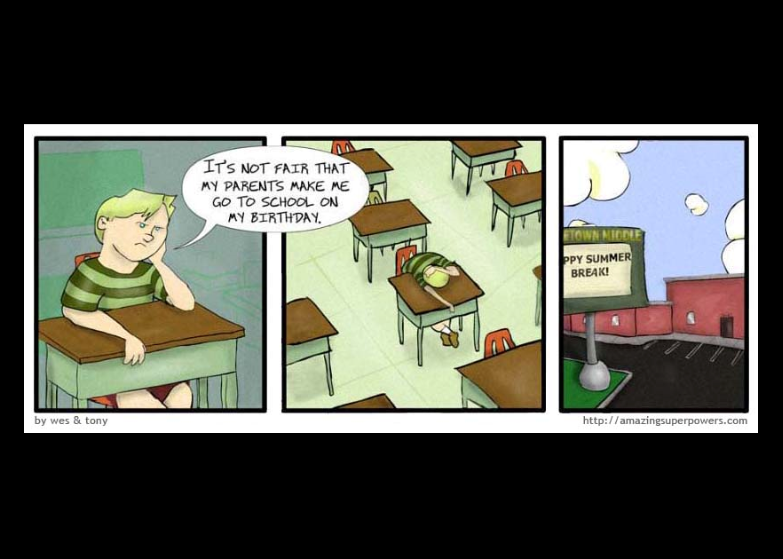 IT'S NOT FAIR THAT
MY PARENTS MAKE ME
GO TO SCHOOL ON
MY BIRTHDAY.
ETOWN MIDDLE
PPY SUMMER
BREAK!
by wes & tony
http://amazingsuperpowers.com